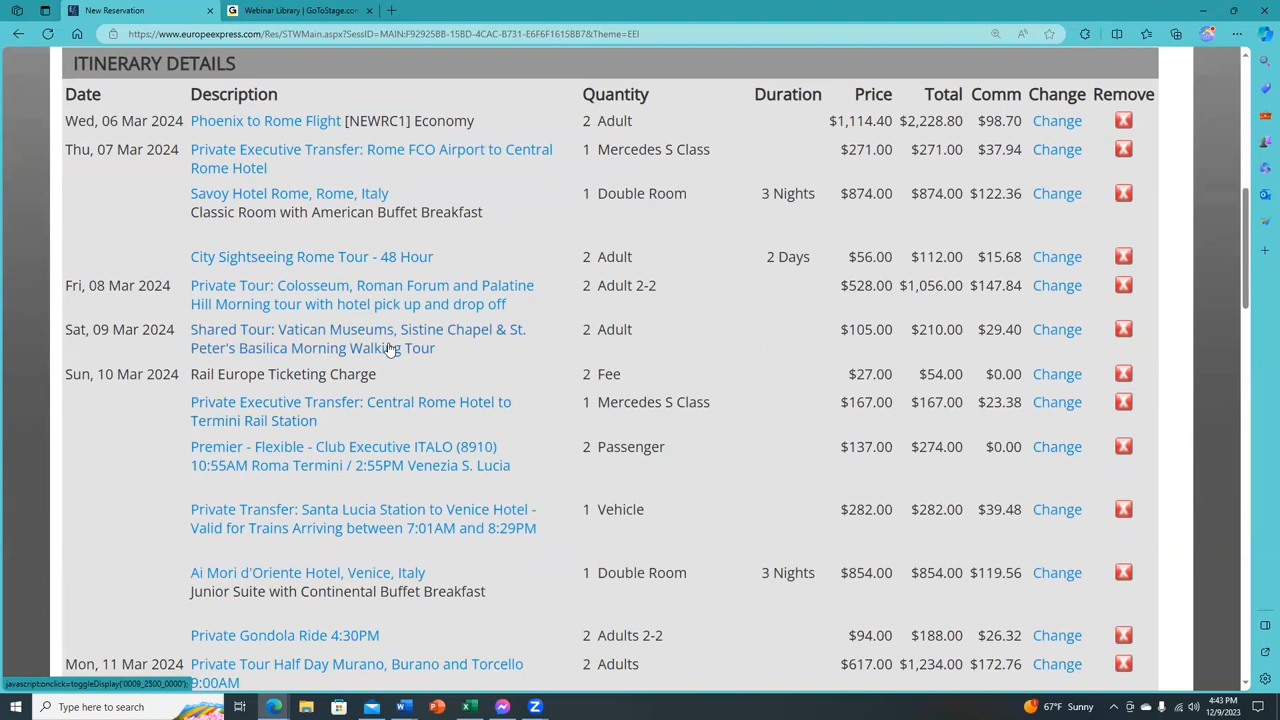 New Reservation
Webinar Library | GoToStage.com
https://www.europeexpress.com/Res/STWMain.aspx?SessID=MAIN:F92925BB-15BD-4CAC-B731-E6F6F1615BB7&Theme=EEI
ITINERARY DETAILS
Date Description Quantity Duration Price Total Comm Change Remove
Wed, 06 Mar 2024 Phoenix to Rome Flight [NEWRC1] Economy 2 Adult $1,114.40 $2,228.80 $98.70 Change X
Thu, 07 Mar 2024 Private Executive Transfer: Rome FCO Airport to Central 1 Mercedes S Class $271.00 $271.00 $37.94 Change X
Rome Hotel
Savoy Hotel Rome, Rome, Italy 1 Double Room 3 Nights $874.00 $874.00 $122.36 Change X
Classic Room with American Buffet Breakfast
City Sightseeing Rome Tour - 48 Hour 2 Adult 2 Days $56.00 $112.00 $15.68 Change X
Fri, 08 Mar 2024 Private Tour: Colosseum, Roman Forum and Palatine 2 Adult 2-2 $528.00 $1,056.00 $147.84 Change X
Hill Morning tour with hotel pick up and drop off
Sat, 09 Mar 2024 Shared Tour: Vatican Museums, Sistine Chapel & St. 2 Adult $105.00 $210.00 $29.40 Change X
Peter's Basilica Morning Walking Tour
Sun, 10 Mar 2024 Rail Europe Ticketing Charge 2 Fee $27.00 $54.00 $0.00 Change X
Private Executive Transfer: Central Rome Hotel to 1 Mercedes S Class $167.00 $167.00 $23.38 Change X
Termini Rail Station
Premier - Flexible - Club Executive ITALO (8910) 2 Passenger $137.00 $274.00 $0.00 Change X
10:55AM Roma Termini / 2:55PM Venezia S. Lucia
Private Transfer: Santa Lucia Station to Venice Hotel - 1 Vehicle $282.00 $282.00 $39.48 Change X
Valid for Trains Arriving between 7:01AM and 8:29PM
Ai Mori d'Oriente Hotel, Venice, Italy 1 Double Room 3 Nights $854.00 $854.00 $119.56 Change X
Junior Suite with Continental Buffet Breakfast
Private Gondola Ride 4:30PM 2 Adults 2-2 $94.00 $188.00 $26.32 Change X
Mon, 11 Mar 2024 Private Tour Half Day Murano, Burano and Torcello 2 Adults $617.00 $1,234.00 $172.76 Change X
9:00AM
javascript:onclick=toggleDisplay('0009_2500_0000');
Type here to search
67°F Sunny
4:43 PM
12/9/2023